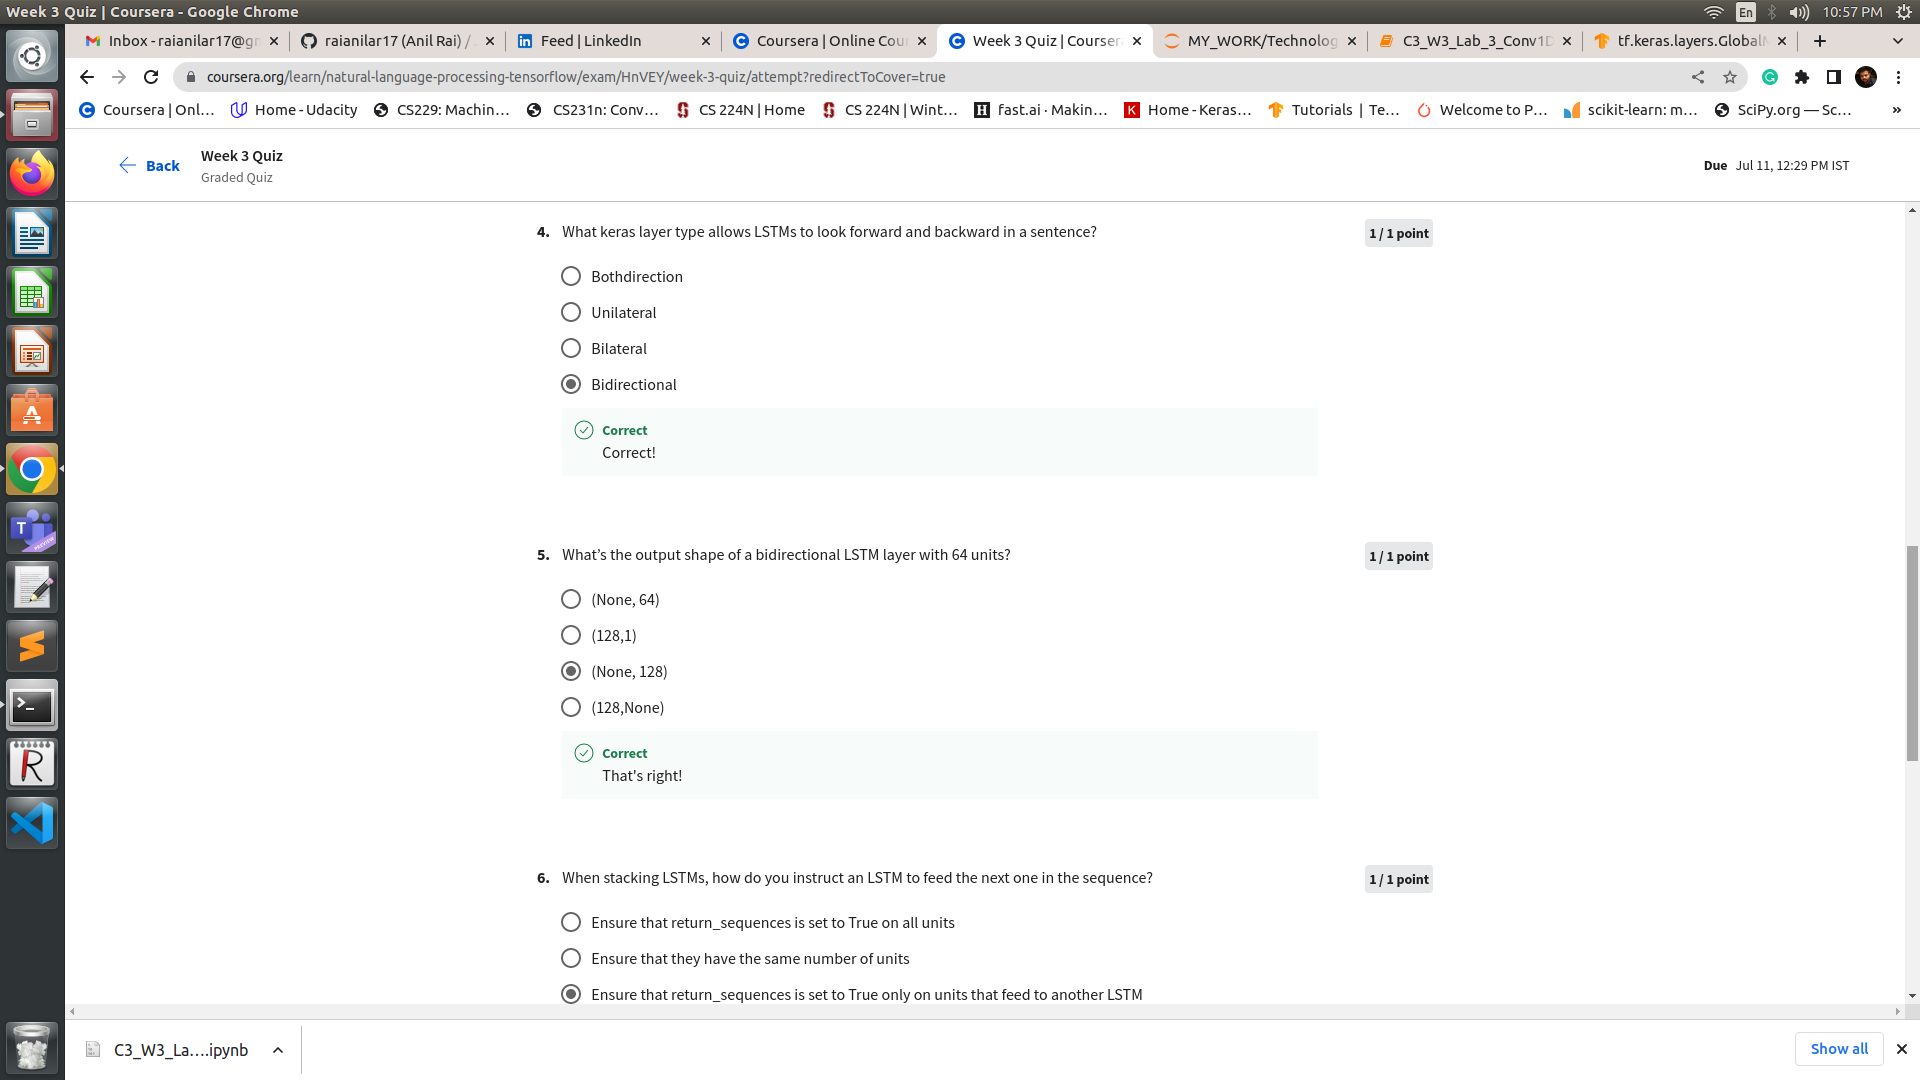 Week 3 Quiz | Coursera - Google Chrome
En
10:57 PM
Inbox - raianilar17@gm
raianilar17 (Anil Rai) /
Feed | LinkedIn
Coursera | Online Cou
Week 3 Quiz | Courser
MY_WORK/Technolog
C3_W3_Lab_3_Conv1D
tf.keras.layers.GlobalM
coursera.org/learn/natural-language-processing-tensorflow/exam/HnVEY/week-3-quiz/attempt?redirectToCover=true
Coursera | Onl...
Home - Udacity
CS229: Machin...
CS231n: Conv...
CS 224N | Home
CS 224N | Wint...
fast.ai · Makin...
Home - Keras...
Tutorials | Te...
Welcome to P...
scikit-learn: m...
SciPy.org — Sc...
»
Back
Week 3 Quiz
Graded Quiz
Due Jul 11, 12:29 PM IST
4. What keras layer type allows LSTMs to look forward and backward in a sentence?
1 / 1 point
Bothdirection
Unilateral
Bilateral
Bidirectional
Correct
Correct!
5. What’s the output shape of a bidirectional LSTM layer with 64 units?
1 / 1 point
(None, 64)
(128,1)
(None, 128)
(128,None)
Correct
That's right!
6. When stacking LSTMs, how do you instruct an LSTM to feed the next one in the sequence?
1 / 1 point
Ensure that return_sequences is set to True on all units
Ensure that they have the same number of units
Ensure that return_sequences is set to True only on units that feed to another LSTM
C3_W3_La....ipynb
Show all